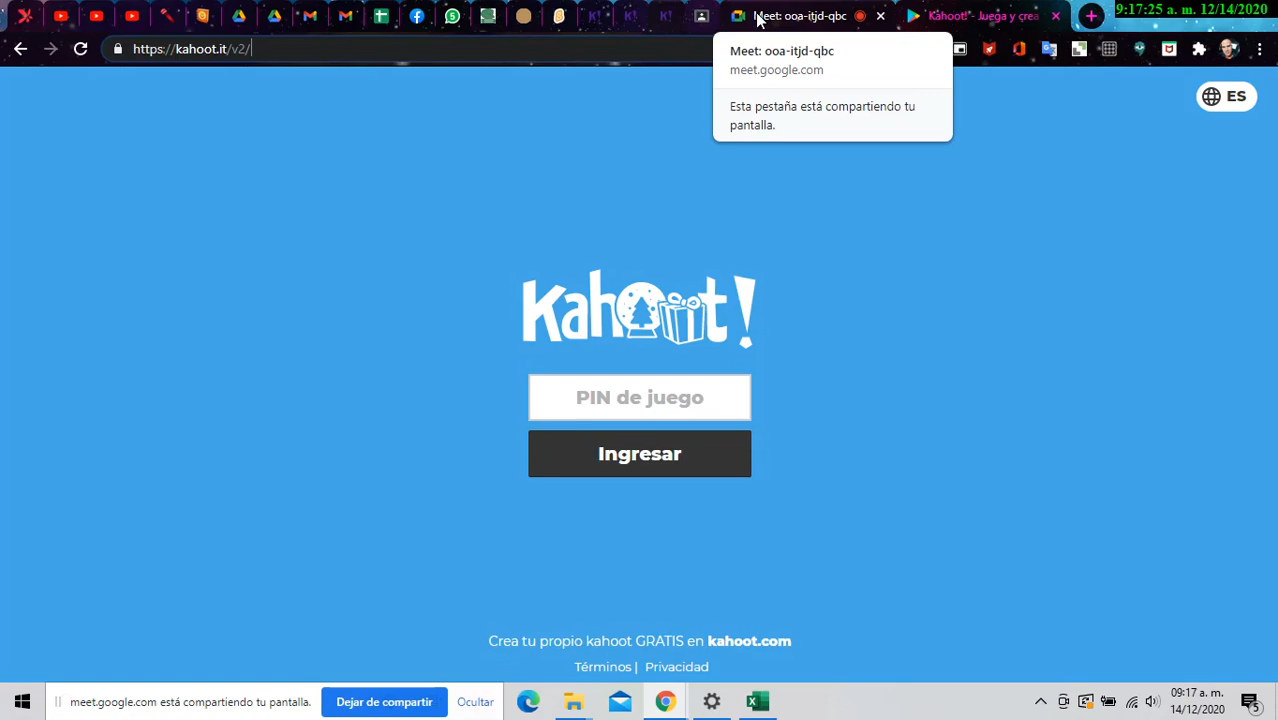 Meet: ooa-itjd-qbc
Kahoot! - Juega y crea
9:17:25 a. m. 12/14/2020
https://kahoot.it/v2/
Meet: ooa-itjd-qbc
meet.google.com
Esta pestaña está compartiendo tu
pantalla.
ES
Kahoot!
PIN de juego
Ingresar
Crea tu propio kahoot GRATIS en kahoot.com
Términos | Privacidad
meet.google.com está compartiendo tu pantalla.
Dejar de compartir
Ocultar
09:17 a. m.
14/12/2020
5